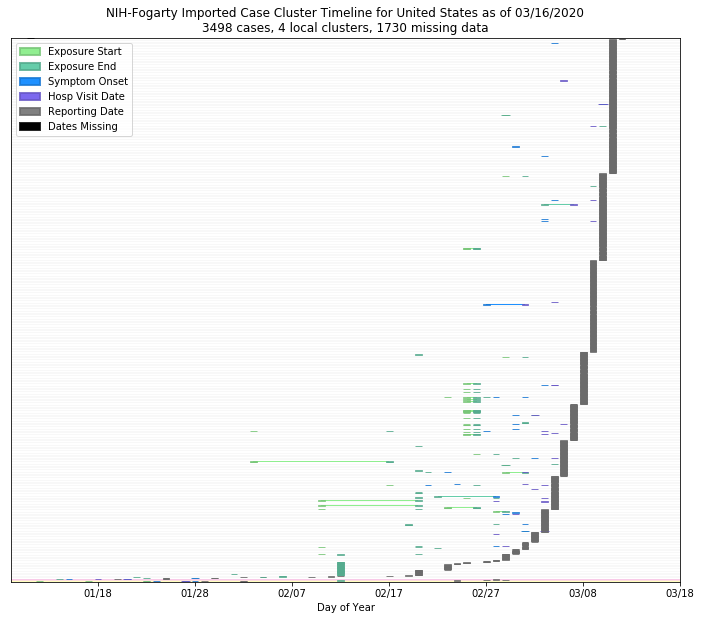 NIH-Fogarty Imported Case Cluster Timeline for United States as of 03/16/2020
3498 cases, 4 local clusters, 1730 missing data
Exposure Start
Exposure End
Symptom Onset
Hosp Visit Date
Reporting Date
Dates Missing
01/18 01/28 02/07 02/17 02/27 03/08 03/18
Day of Year